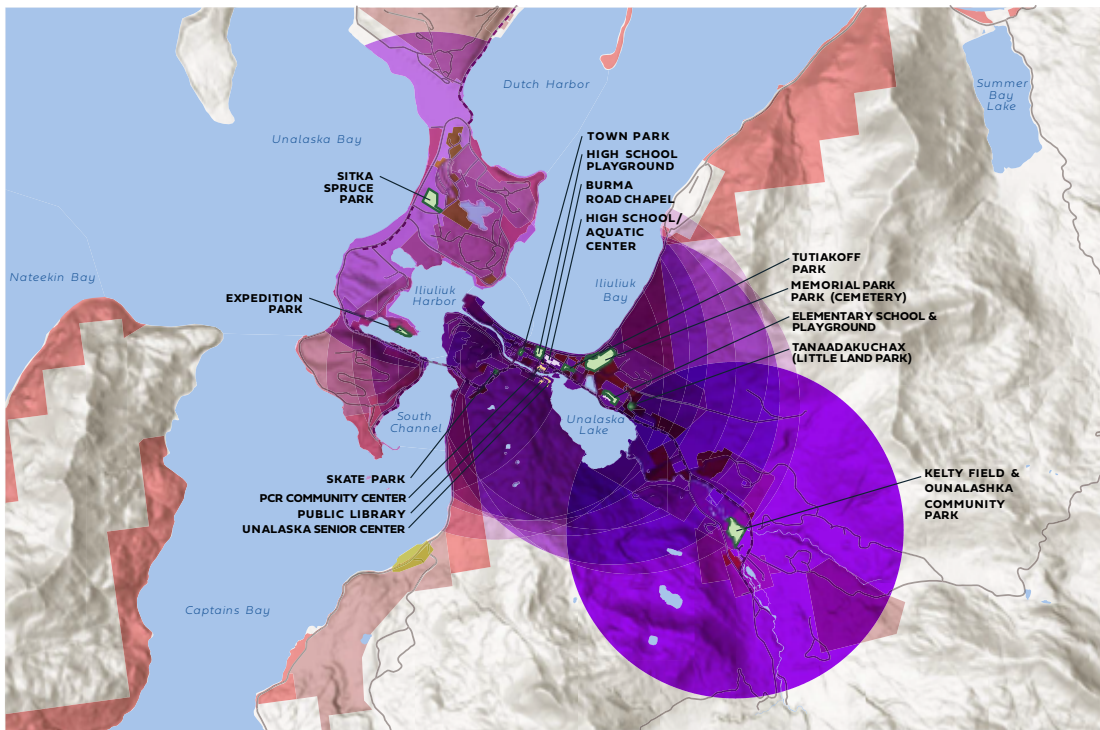 Dutch Harbor
Summer
Bay
Lake
Unalaska Bay
TOWN PARK
HIGH SCHOOL
PLAYGROUND
SITKA
SPRUCE
PARK
BURMA
ROAD CHAPEL
HIGH SCHOOL/
AQUATIC
CENTER
TUTIAKOFF
PARK
Nateekin Bay
Iliuliuk
Harbor
Iliuliuk
Bay
MEMORIAL PARK
PARK (CEMETERY)
EXPEDITION
PARK
ELEMENTARY SCHOOL &
PLAYGROUND
TANAADAKUCHAX
(LITTLE LAND PARK)
South
Channel
Unalaska
Lake
SKATE PARK
PCR COMMUNITY CENTER
PUBLIC LIBRARY
UNALASKA SENIOR CENTER
KELTY FIELD &
OUNALASHKA
COMMUNITY
PARK
Captains Bay